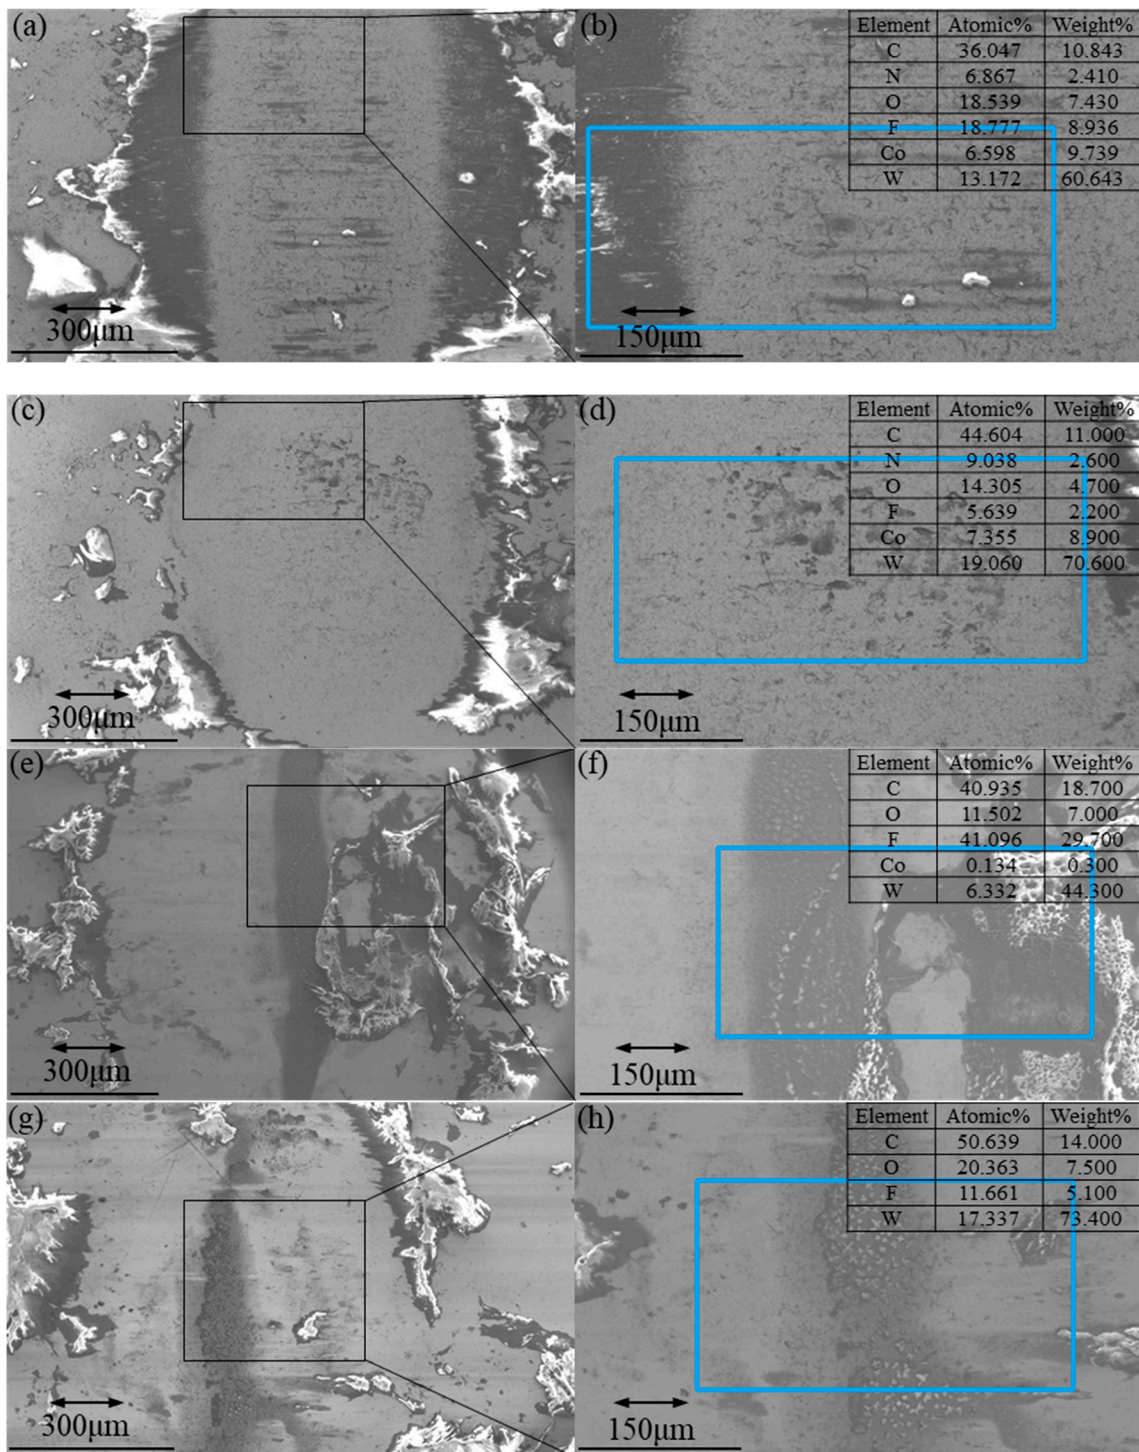 (a)
300μm
(b)
150μm
Element Atomic% Weight%
C 36.047 10.843
N 6.867 2.410
O 18.539 7.430
F 18.777 8.936
Co 6.598 9.739
W 13.172 60.643
(c)
300μm
(d)
150μm
Element Atomic% Weight%
C 44.604 11.000
N 9.038 2.600
O 14.305 4.700
F 5.639 2.200
Co 7.355 8.900
W 19.060 70.600
(e)
300μm
(f)
150μm
Element Atomic% Weight%
C 40.935 18.700
O 11.502 7.000
F 41.096 29.700
Co 0.134 0.300
W 6.332 44.300
(g)
300μm
(h)
150μm
Element Atomic% Weight%
C 50.639 14.000
O 20.363 7.500
F 11.661 5.100
W 17.337 73.400